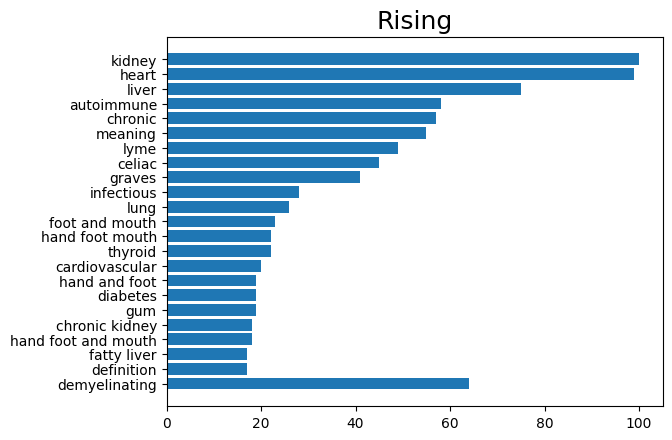 Rising
kidney
heart
liver
autoimmune
chronic
meaning
lyme
celiac
graves
infectious
lung
foot and mouth
hand foot mouth
thyroid
cardiovascular
hand and foot
diabetes
gum
chronic kidney
hand foot and mouth
fatty liver
definition
demyelinating
0 20 40 60 80 100